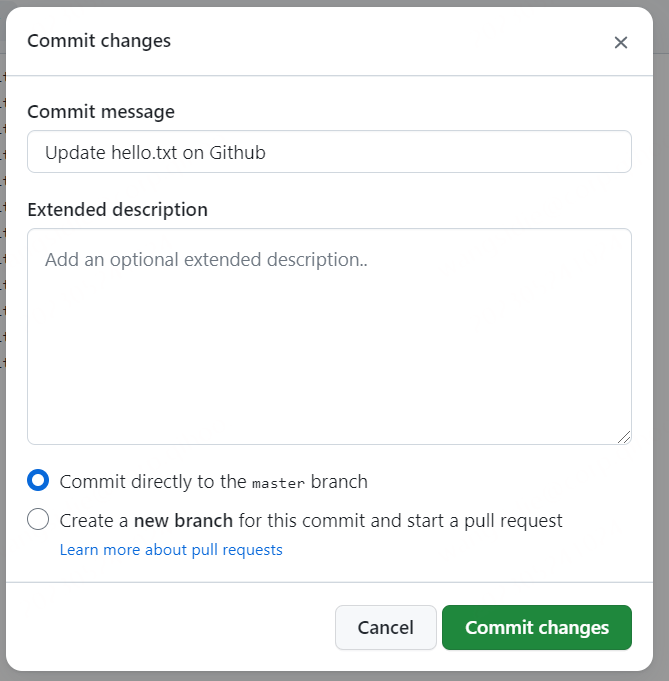 Commit changes
Commit message
Update hello.txt on Github
Extended description
Add an optional extended description..
Commit directly to the master branch
Create a new branch for this commit and start a pull request
Learn more about pull requests
Cancel
Commit changes